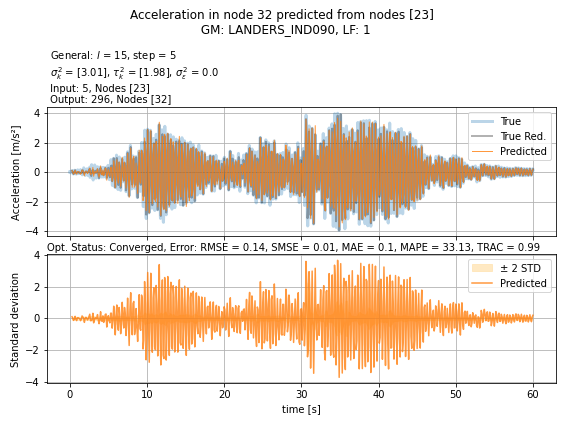 Acceleration in node 32 predicted from nodes [23]
GM: LANDERS_IND090, LF: 1
General: l = 15, step = 5
σ²ₖ = [3.01], τ²ₖ = [1.98], σ²ₑ = 0.0
Input: 5, Nodes [23]
Output: 296, Nodes [32]
Acceleration [m/s²]
4
2
0
−2
−4
True
True Red.
Predicted
Opt. Status: Converged, Error: RMSE = 0.14, SMSE = 0.01, MAE = 0.1, MAPE = 33.13, TRAC = 0.99
Standard deviation
4
2
0
−2
−4
± 2 STD
Predicted
0 10 20 30 40 50 60
time [s]